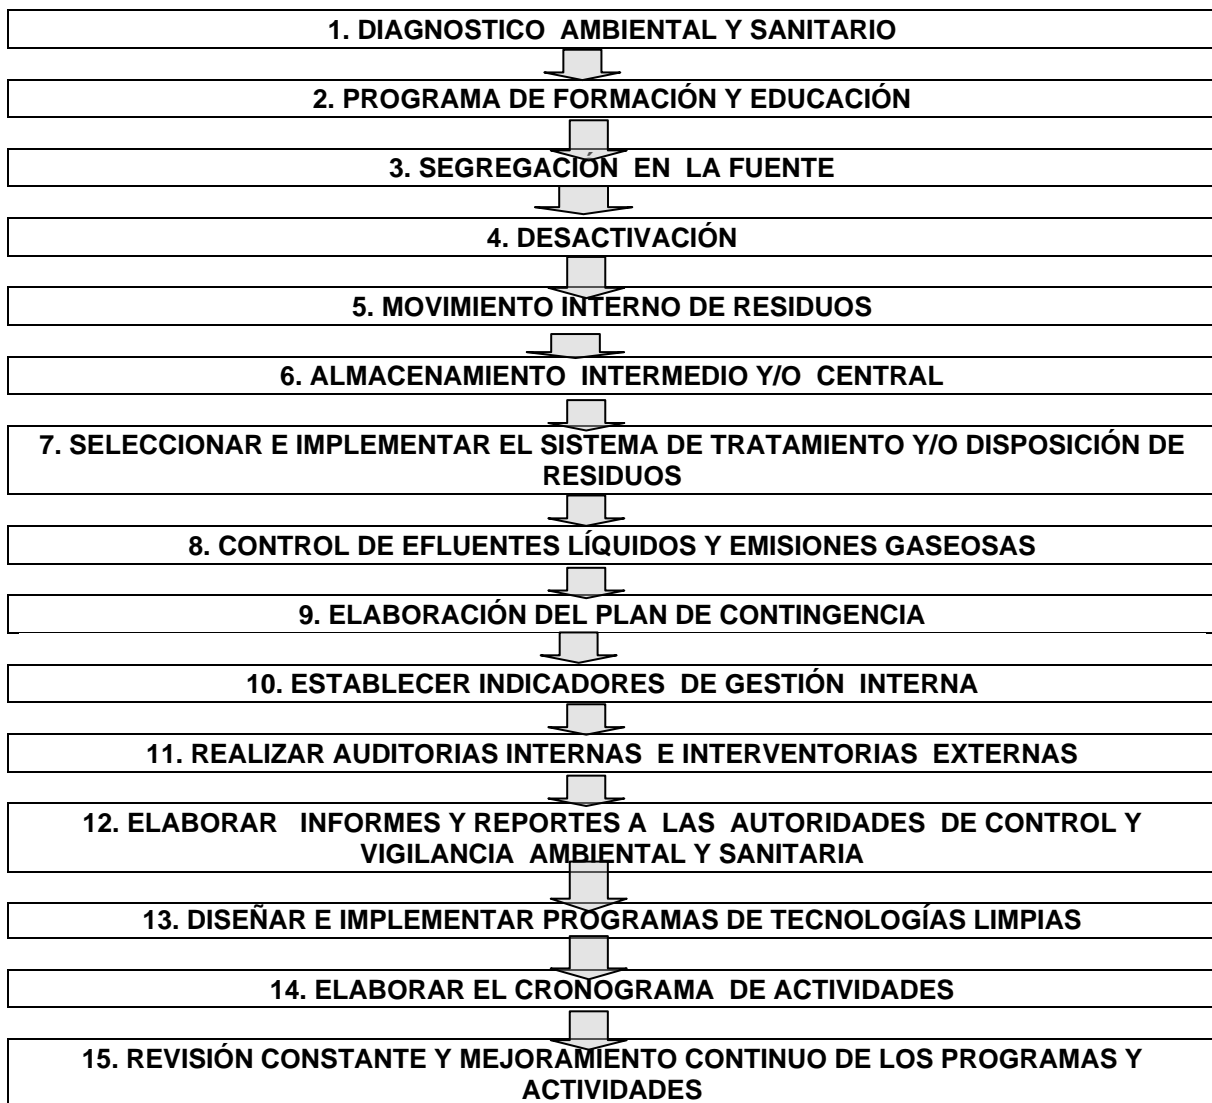 1. DIAGNOSTICO AMBIENTAL Y SANITARIO
2. PROGRAMA DE FORMACIÓN Y EDUCACIÓN
3. SEGREGACIÓN EN LA FUENTE
4. DESACTIVACIÓN
5. MOVIMIENTO INTERNO DE RESIDUOS
6. ALMACENAMIENTO INTERMEDIO Y/O CENTRAL
7. SELECCIONAR E IMPLEMENTAR EL SISTEMA DE TRATAMIENTO Y/O DISPOSICIÓN DE
RESIDUOS
8. CONTROL DE EFLUENTES LÍQUIDOS Y EMISIONES GASEOSAS
9. ELABORACIÓN DEL PLAN DE CONTINGENCIA
10. ESTABLECER INDICADORES DE GESTIÓN INTERNA
11. REALIZAR AUDITORIAS INTERNAS E INTERVENTORIAS EXTERNAS
12. ELABORAR INFORMES Y REPORTES A LAS AUTORIDADES DE CONTROL Y
VIGILANCIA AMBIENTAL Y SANITARIA
13. DISEÑAR E IMPLEMENTAR PROGRAMAS DE TECNOLOGÍAS LIMPIAS
14. ELABORAR EL CRONOGRAMA DE ACTIVIDADES
15. REVISIÓN CONSTANTE Y MEJORAMIENTO CONTINUO DE LOS PROGRAMAS Y
ACTIVIDADES